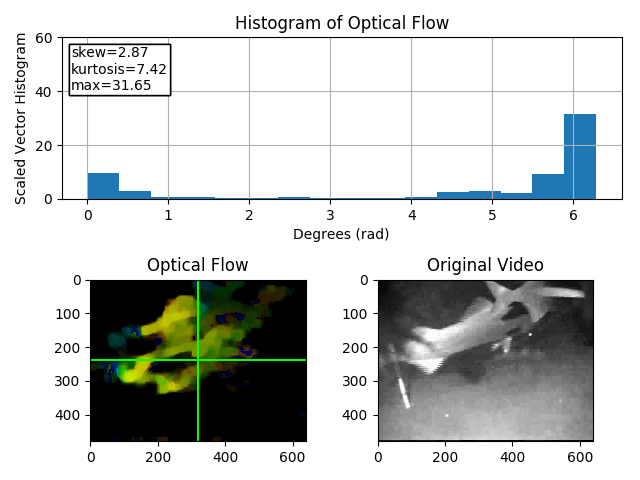 Histogram of Optical Flow
skew=2.87
kurtosis=7.42
max=31.65
Scaled Vector Histogram
60
40
20
0
0 1 2 3 4 5 6
Degrees (rad)
Optical Flow
0
100
200
300
400
0 200 400 600
Original Video
0
100
200
300
400
0 200 400 600